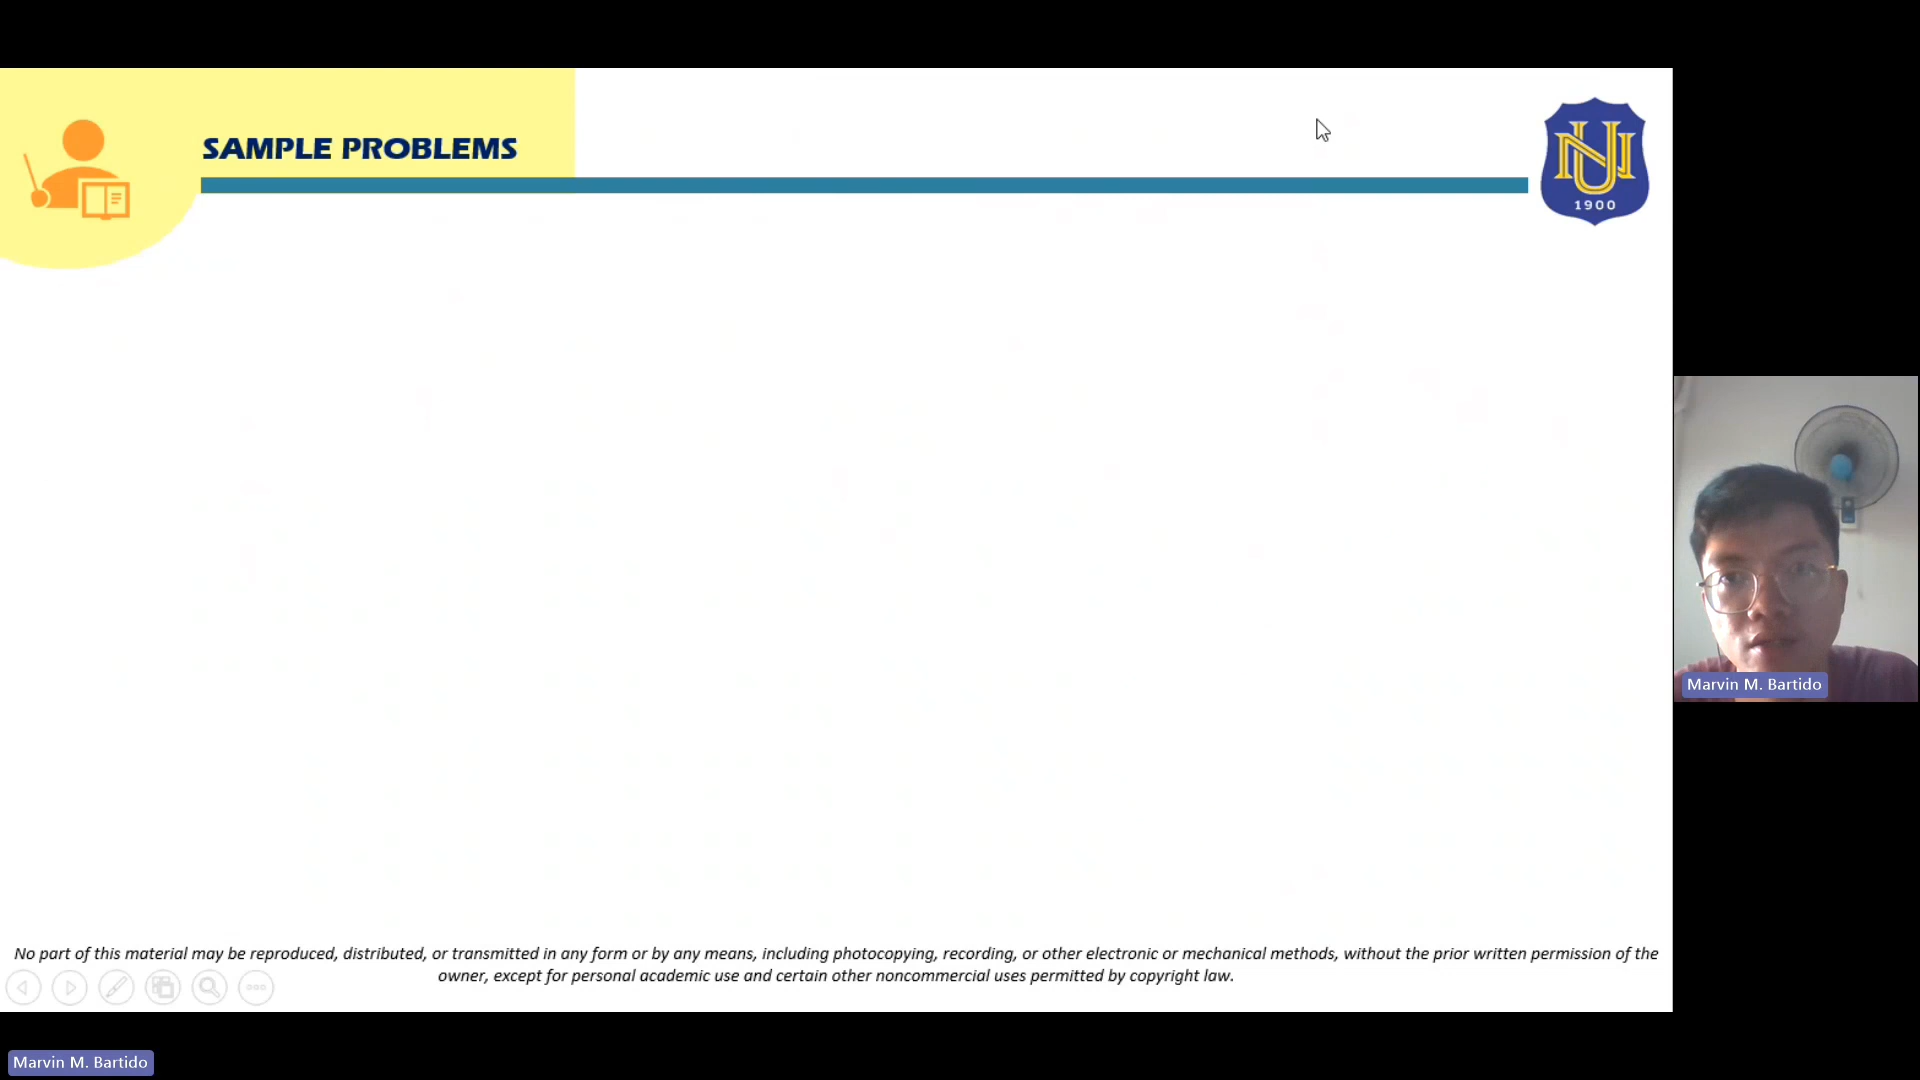 SAMPLE PROBLEMS
NU
1900
No part of this material may be reproduced, distributed, or transmitted in any form or by any means, including photocopying, recording, or other electronic or mechanical methods, without the prior written permission of the
owner, except for personal academic use and certain other noncommercial uses permitted by copyright law.
Marvin M. Bartido
Marvin M. Bartido